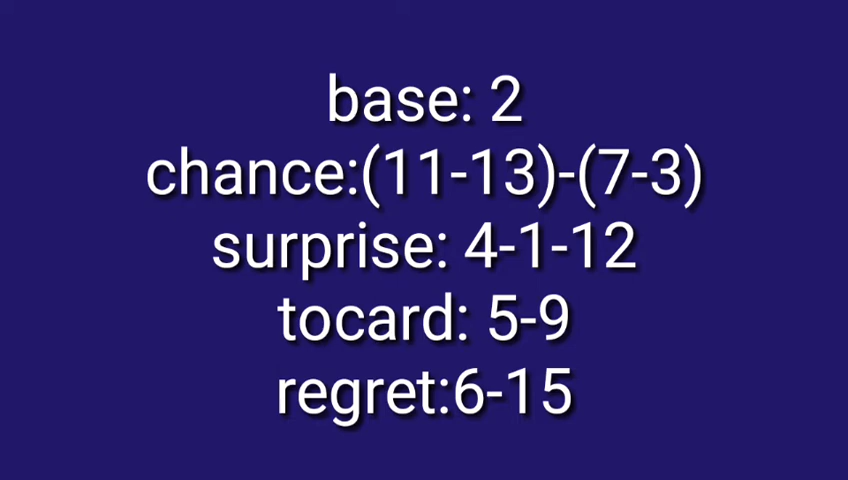 base: 2
chance:(11-13)-(7-3)
surprise: 4-1-12
tocard: 5-9
regret:6-15